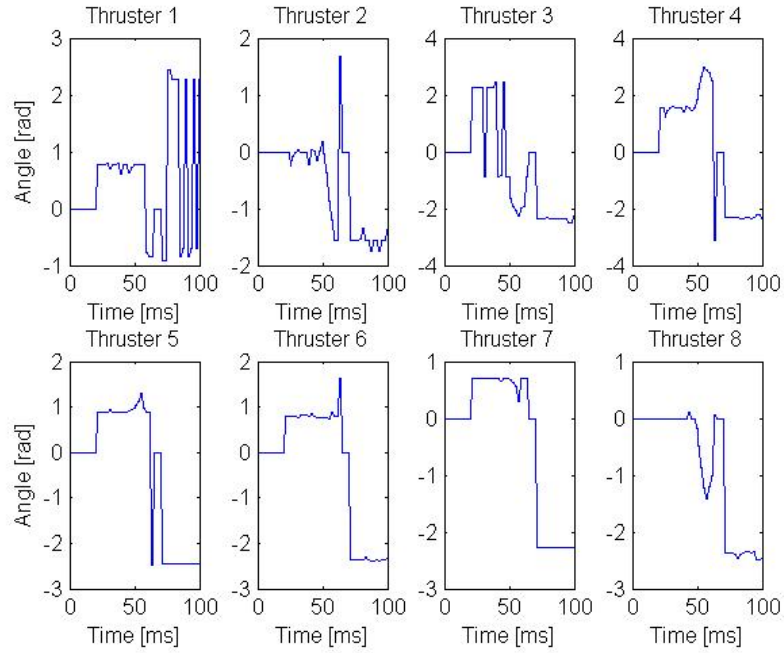 Thruster 1 Thruster 2 Thruster 3 Thruster 4
3 2 4 4
2 1 2 2
1 0 0 0
0 -1 -2 -2
-1 -2 -4 -4
Angle [rad]
0 50 100 0 50 100 0 50 100 0 50 100
Time [ms] Time [ms] Time [ms] Time [ms]
Thruster 5 Thruster 6 Thruster 7 Thruster 8
2 2 1 1
1 1 0 0
0 0 -1 -1
-1 -1 -2 -2
-2 -2
-3 -3 -3 -3
Angle [rad]
0 50 100 0 50 100 0 50 100 0 50 100
Time [ms] Time [ms] Time [ms] Time [ms]